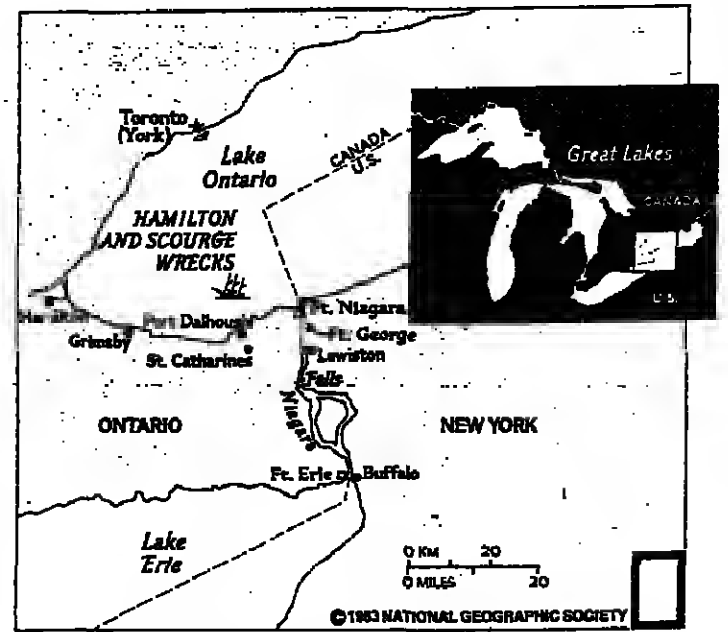 Toronto
(York)
Lake
Ontario
CANADA
U.S.
Great Lakes
CANADA
U.S.
HAMILTON
AND SCOURGE
WRECKS
Ft. Niagara
Port Dalhousie
Ft. George
Grimsby
St. Catharines
Lewiston
Falls
Niagara
ONTARIO
NEW YORK
Ft. Erie
Buffalo
Lake
Erie
0 KM 20
0 MILES 20
©1983 NATIONAL GEOGRAPHIC SOCIETY